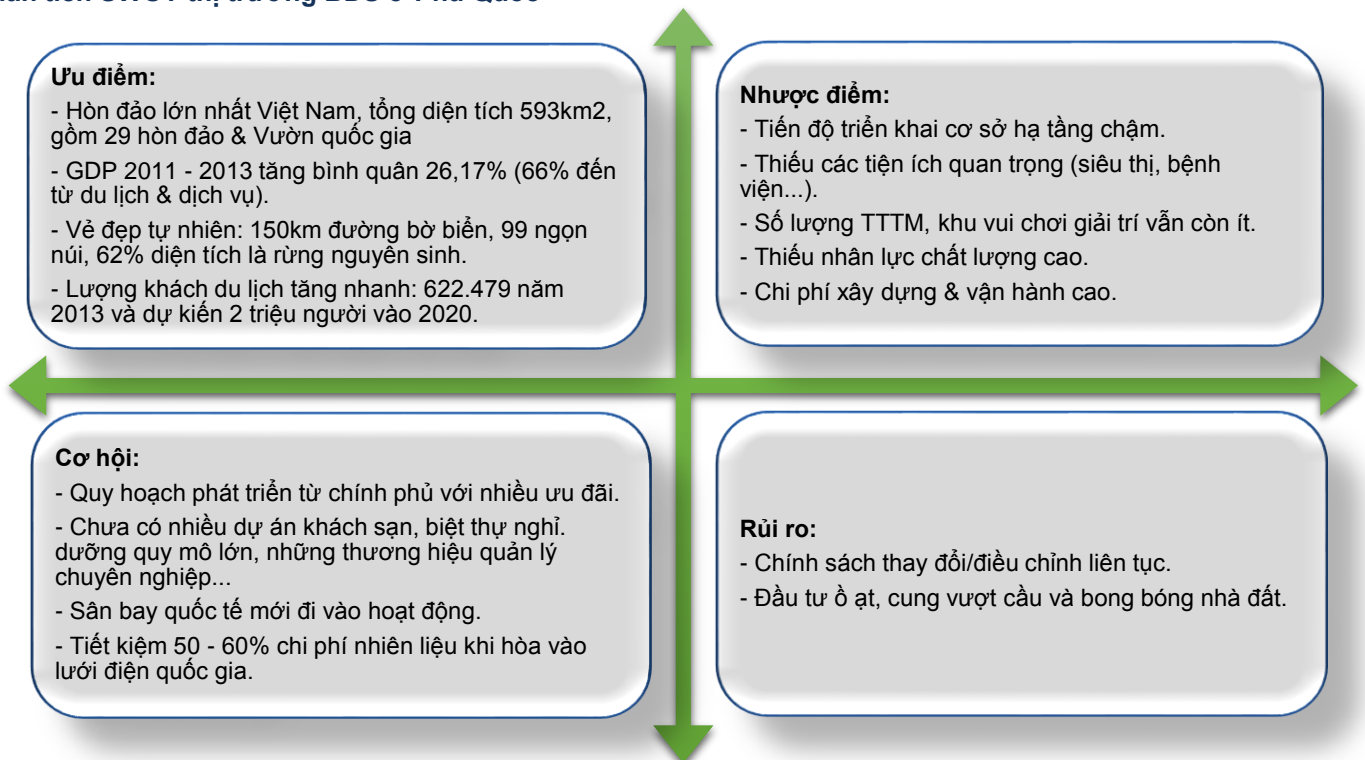 SWOT thị trường BĐS ở Phú Quốc
Ưu điểm:
- Hòn đảo lớn nhất Việt Nam, tổng diện tích 593km2,
gồm 29 hòn đảo & Vườn quốc gia
- GDP 2011 - 2013 tăng bình quân 26,17% (66% đến
từ du lịch & dịch vụ).
- Vẻ đẹp tự nhiên: 150km đường bờ biển, 99 ngọn
núi, 62% diện tích là rừng nguyên sinh.
- Lượng khách du lịch tăng nhanh: 622.479 năm
2013 và dự kiến 2 triệu người vào 2020.
Nhược điểm:
- Tiến độ triển khai cơ sở hạ tầng chậm.
- Thiếu các tiện ích quan trọng (siêu thị, bệnh
viện...).
- Số lượng TTTM, khu vui chơi giải trí vẫn còn ít.
- Thiếu nhân lực chất lượng cao.
- Chi phí xây dựng & vận hành cao.
Cơ hội:
- Quy hoạch phát triển từ chính phủ với nhiều ưu đãi.
- Chưa có nhiều dự án khách sạn, biệt thự nghỉ.
dưỡng quy mô lớn, những thương hiệu quản lý
chuyên nghiệp...
- Sân bay quốc tế mới đi vào hoạt động.
- Tiết kiệm 50 - 60% chi phí nhiên liệu khi hòa vào
lưới điện quốc gia.
Rủi ro:
- Chính sách thay đổi/điều chỉnh liên tục.
- Đầu tư ồ ạt, cung vượt cầu và bong bóng nhà đất.